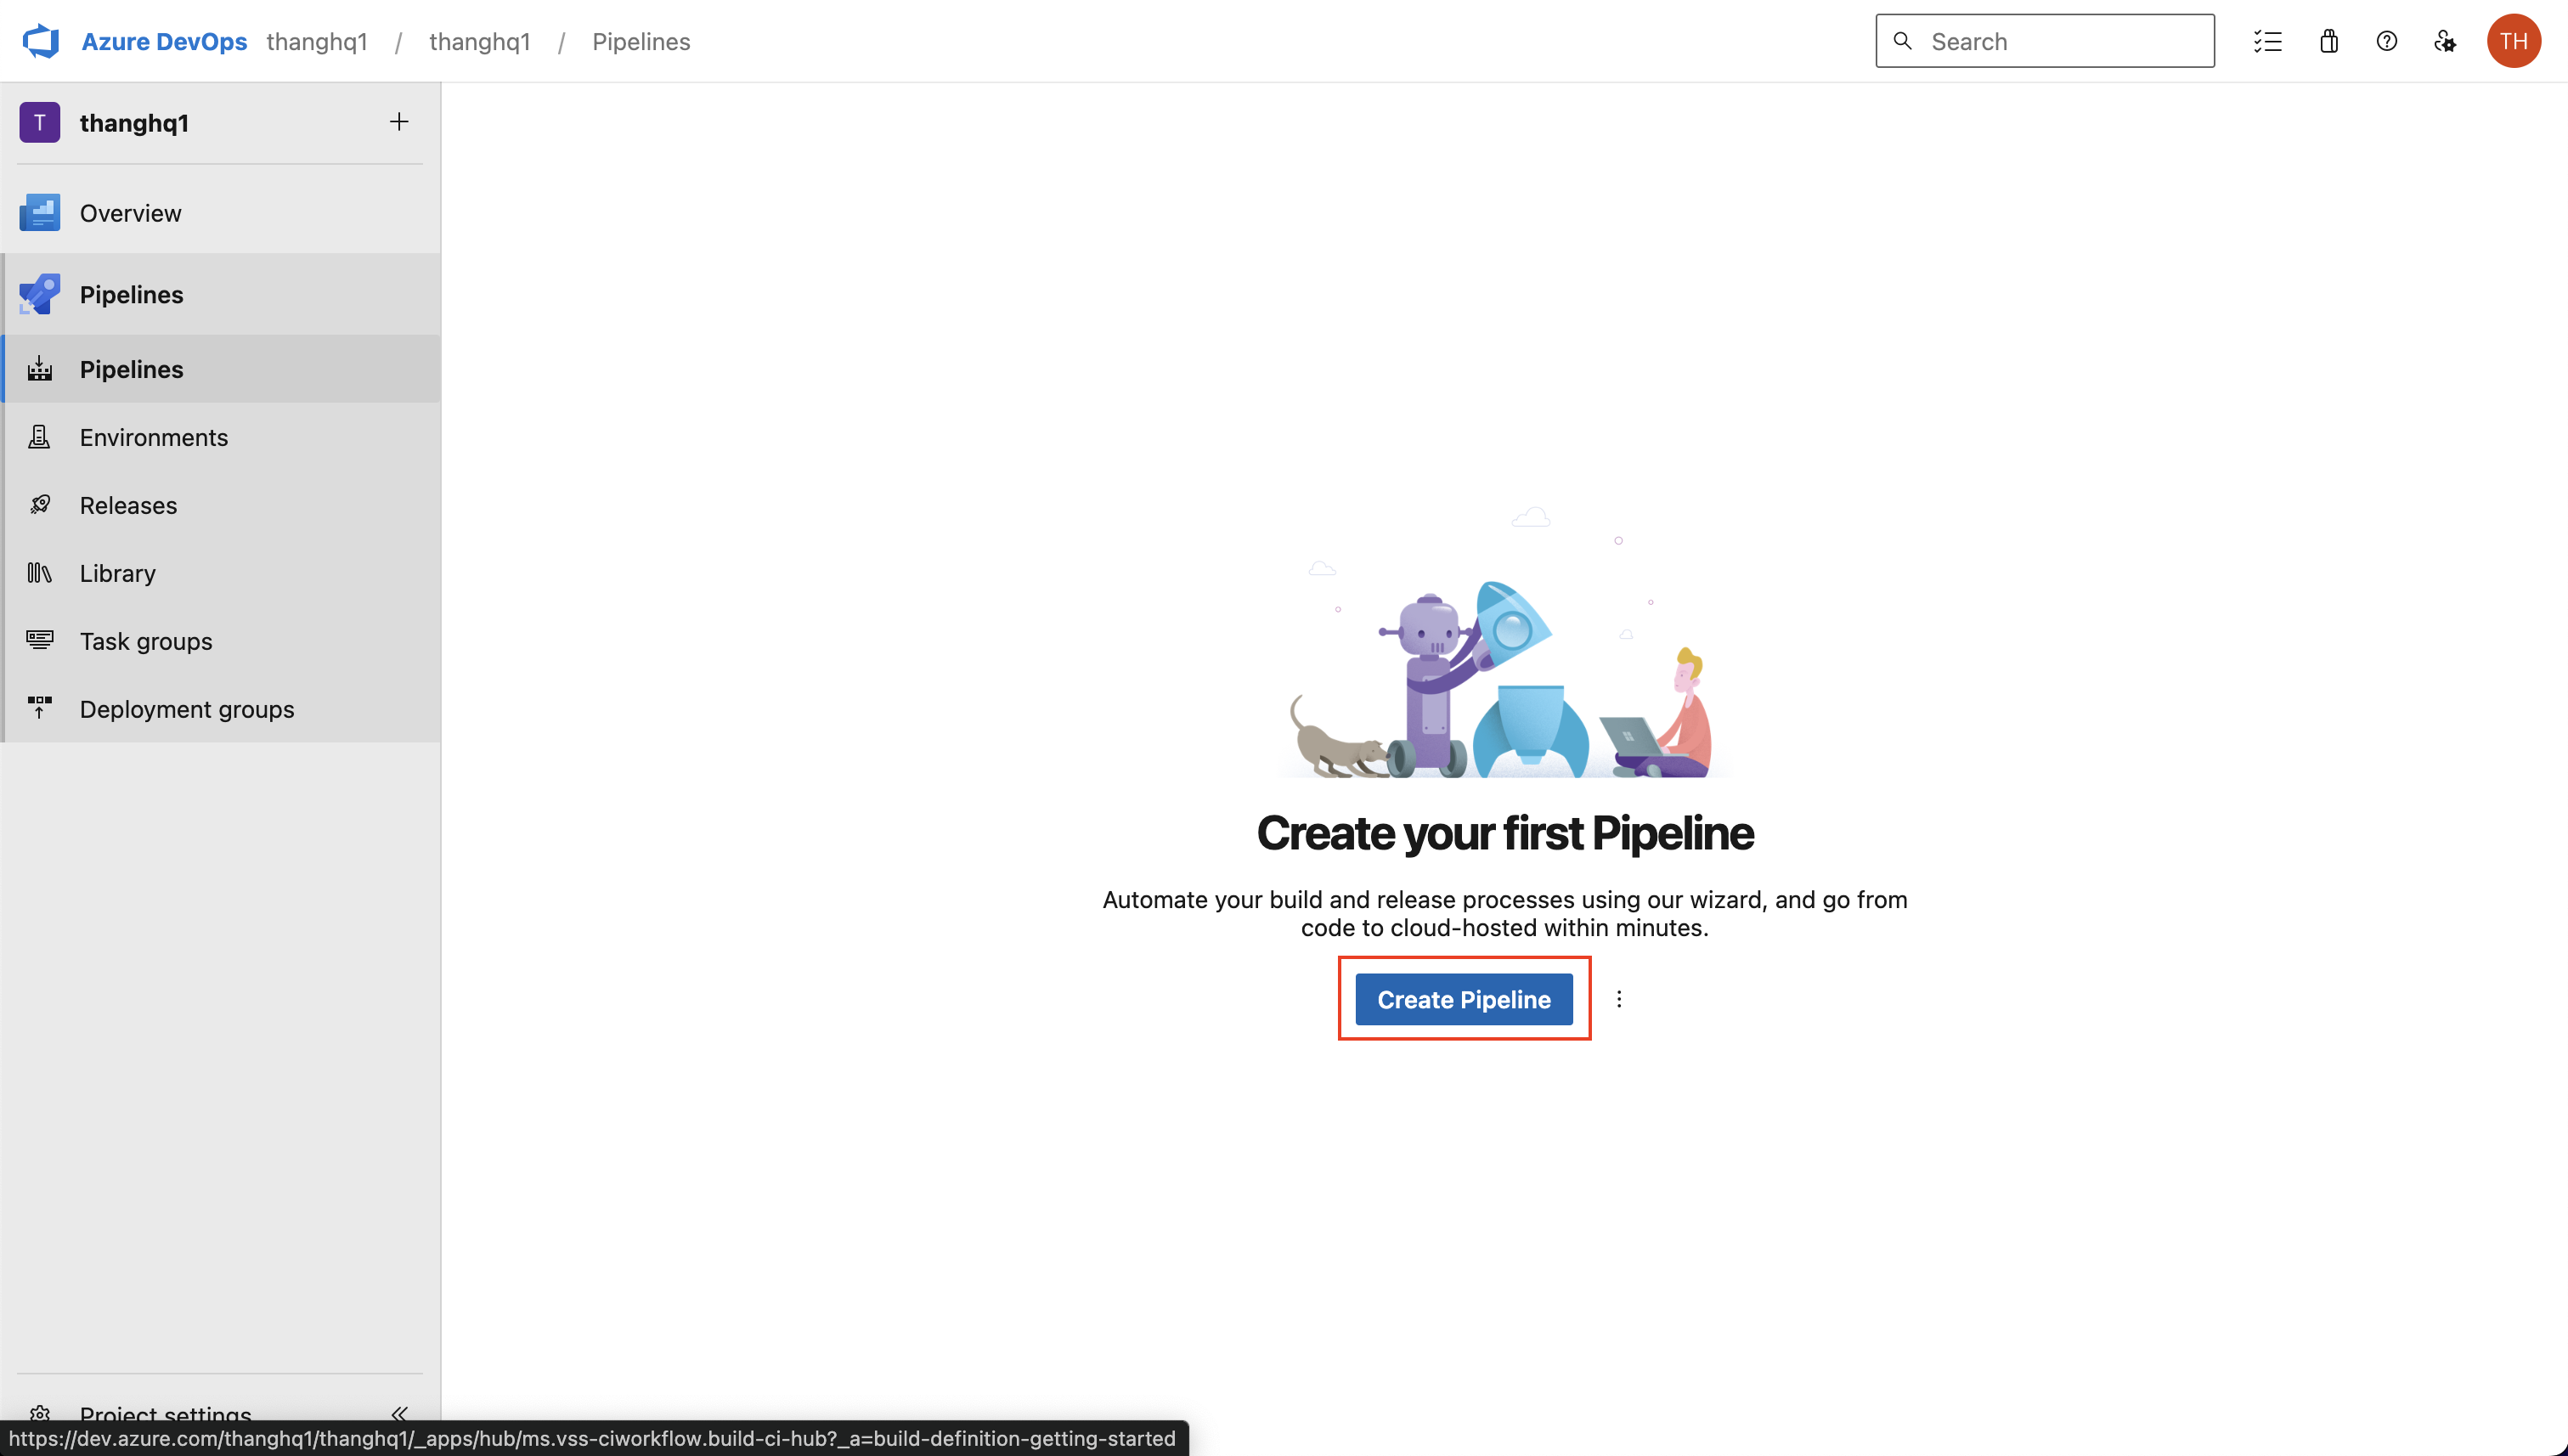 Azure DevOps thanghq1 / thanghq1 / Pipelines
Search
TH
T thanghq1
Overview
Pipelines
Pipelines
Environments
Releases
Library
Task groups
Deployment groups
Create your first Pipeline
Automate your build and release processes using our wizard, and go from
code to cloud-hosted within minutes.
Create Pipeline
Project settings
https://dev.azure.com/thanghq1/thanghq1/_apps/hub/ms.vss-ciworkflow.build-ci-hub?_a=build-definition-getting-started